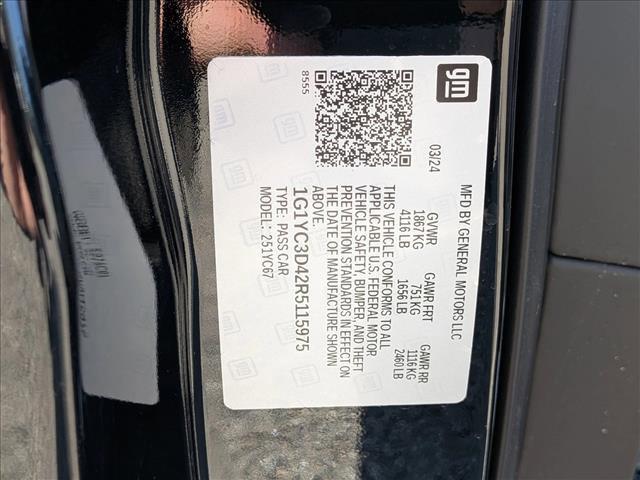 gm
03/24
MFD BY GENERAL MOTORS LLC
GVWR GAWR FRT GAWR RR
1867 KG 751 KG 1116 KG
4116 LB 1656 LB 2460 LB
THIS VEHICLE CONFORMS TO ALL
APPLICABLE U.S. FEDERAL MOTOR
VEHICLE SAFETY, BUMPER, AND THEFT
PREVENTION STANDARDS IN EFFECT ON
THE DATE OF MANUFACTURE SHOWN
ABOVE.
1G1YC3D42R5115975
TYPE: PASS CAR
MODEL: 251YC67
8555